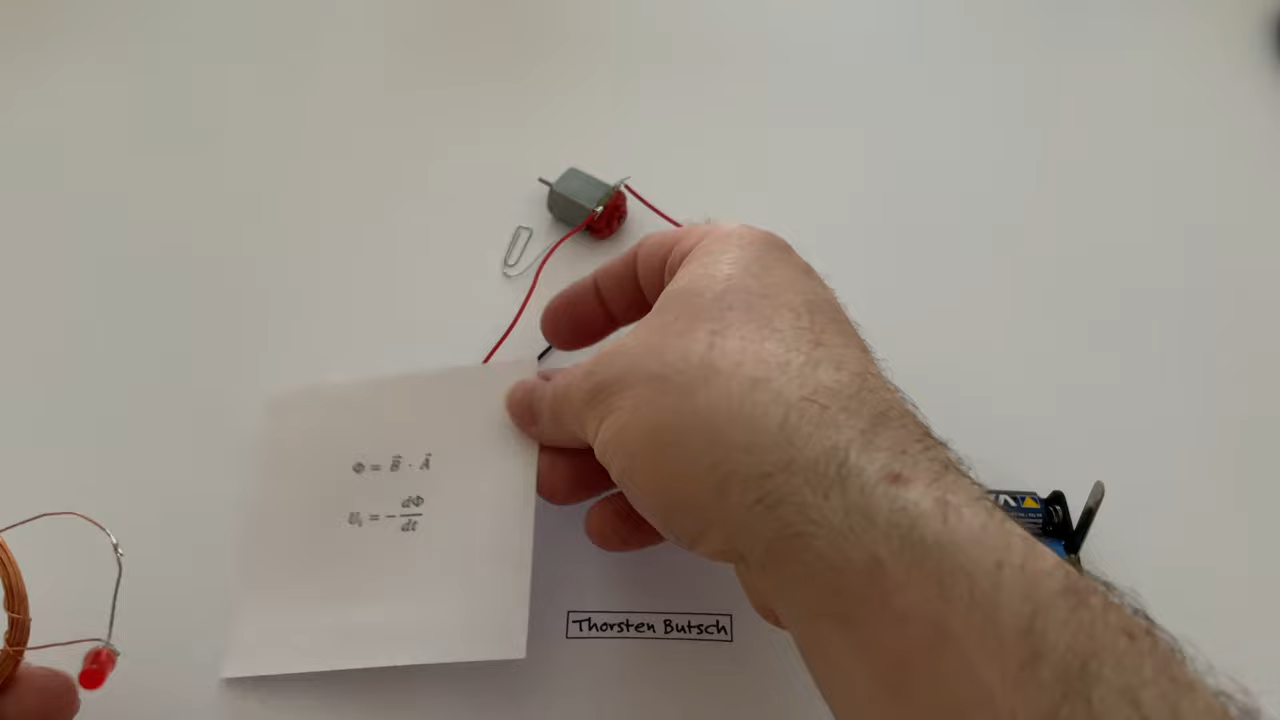 Φ = B⃗ · A⃗
Uᵢ = − dΦ/dt
Thorsten Butsch